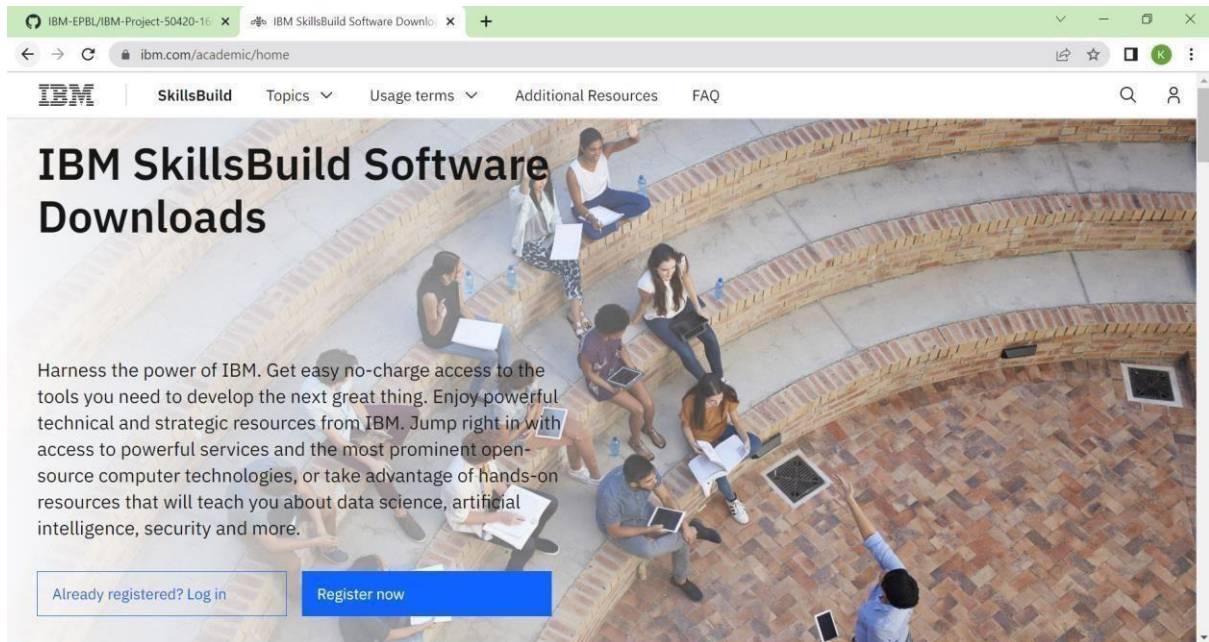 IBM-EPBL/IBM-Project-50420-16
IBM SkillsBuild Software Downlo
ibm.com/academic/home
K
IBM
SkillsBuild Topics Usage terms Additional Resources FAQ
IBM SkillsBuild Software
Downloads
Harness the power of IBM. Get easy no-charge access to the
tools you need to develop the next great thing. Enjoy powerful
technical and strategic resources from IBM. Jump right in with
access to powerful services and the most prominent open-
source computer technologies, or take advantage of hands-on
resources that will teach you about data science, artificial
intelligence, security and more.
Already registered? Log in
Register now